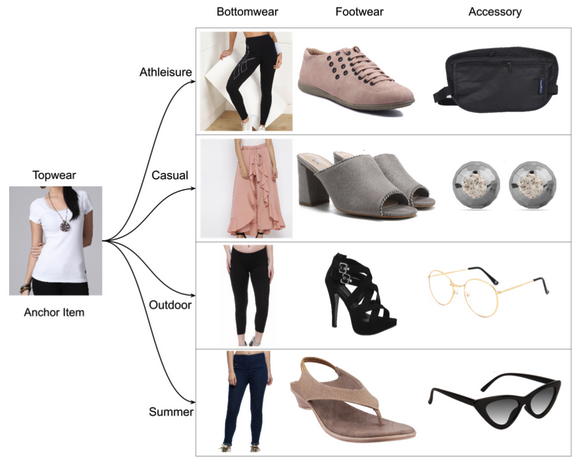 Bottomwear Footwear Accessory
Athleisure
Topwear
Casual
Anchor Item
Outdoor
Summer